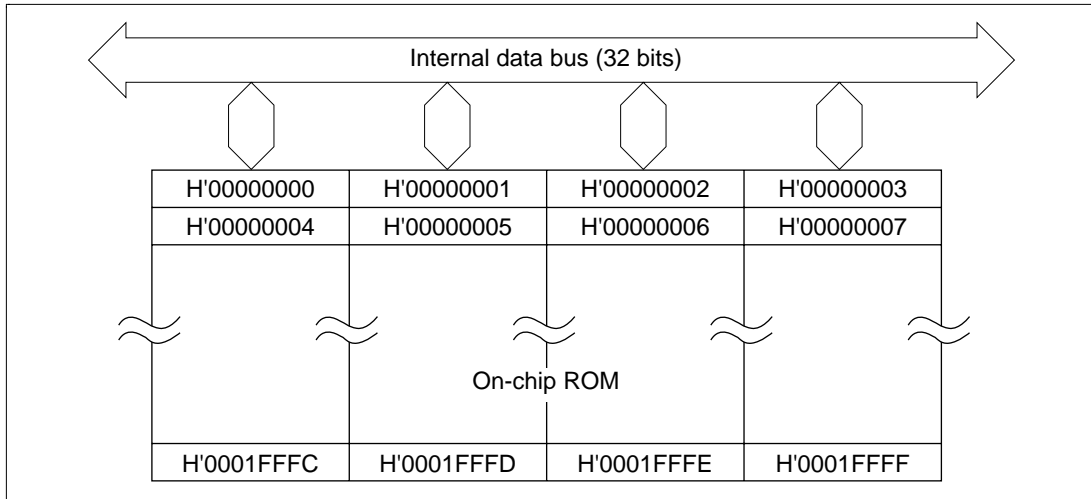 Internal data bus (32 bits)
H'00000000 H'00000001 H'00000002 H'00000003
H'00000004 H'00000005 H'00000006 H'00000007
On-chip ROM
H'0001FFFC H'0001FFFD H'0001FFFE H'0001FFFF